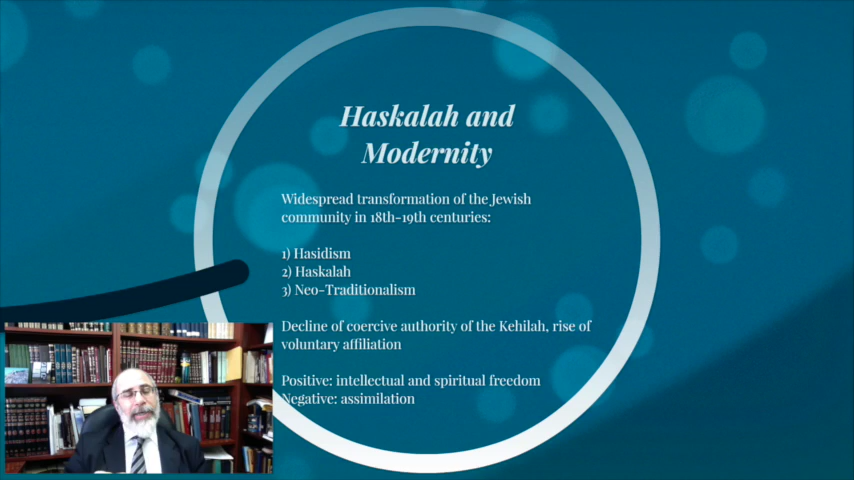 Haskalah and
Modernity
Widespread transformation of the Jewish
community in 18th-19th centuries:
1) Hasidism
2) Haskalah
3) Neo-Traditionalism
Decline of coercive authority of the Kehilah, rise of
voluntary affiliation
Positive: intellectual and spiritual freedom
Negative: assimilation